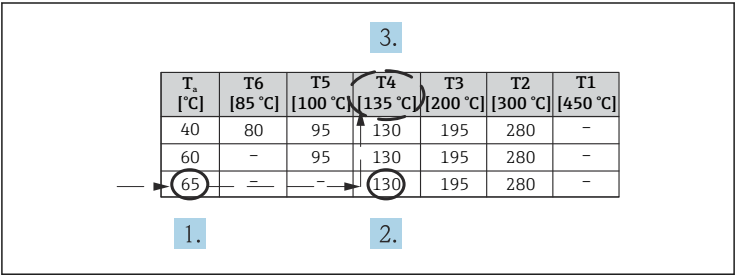 3.
Tₐ T6 T5 T4 T3 T2 T1
[°C] [85 °C] [100 °C] [135 °C] [200 °C] [300 °C] [450 °C]
40 80 95 130 195 280 –
60 – 95 130 195 280 –
65 – – 130 195 280 –
1. 2.